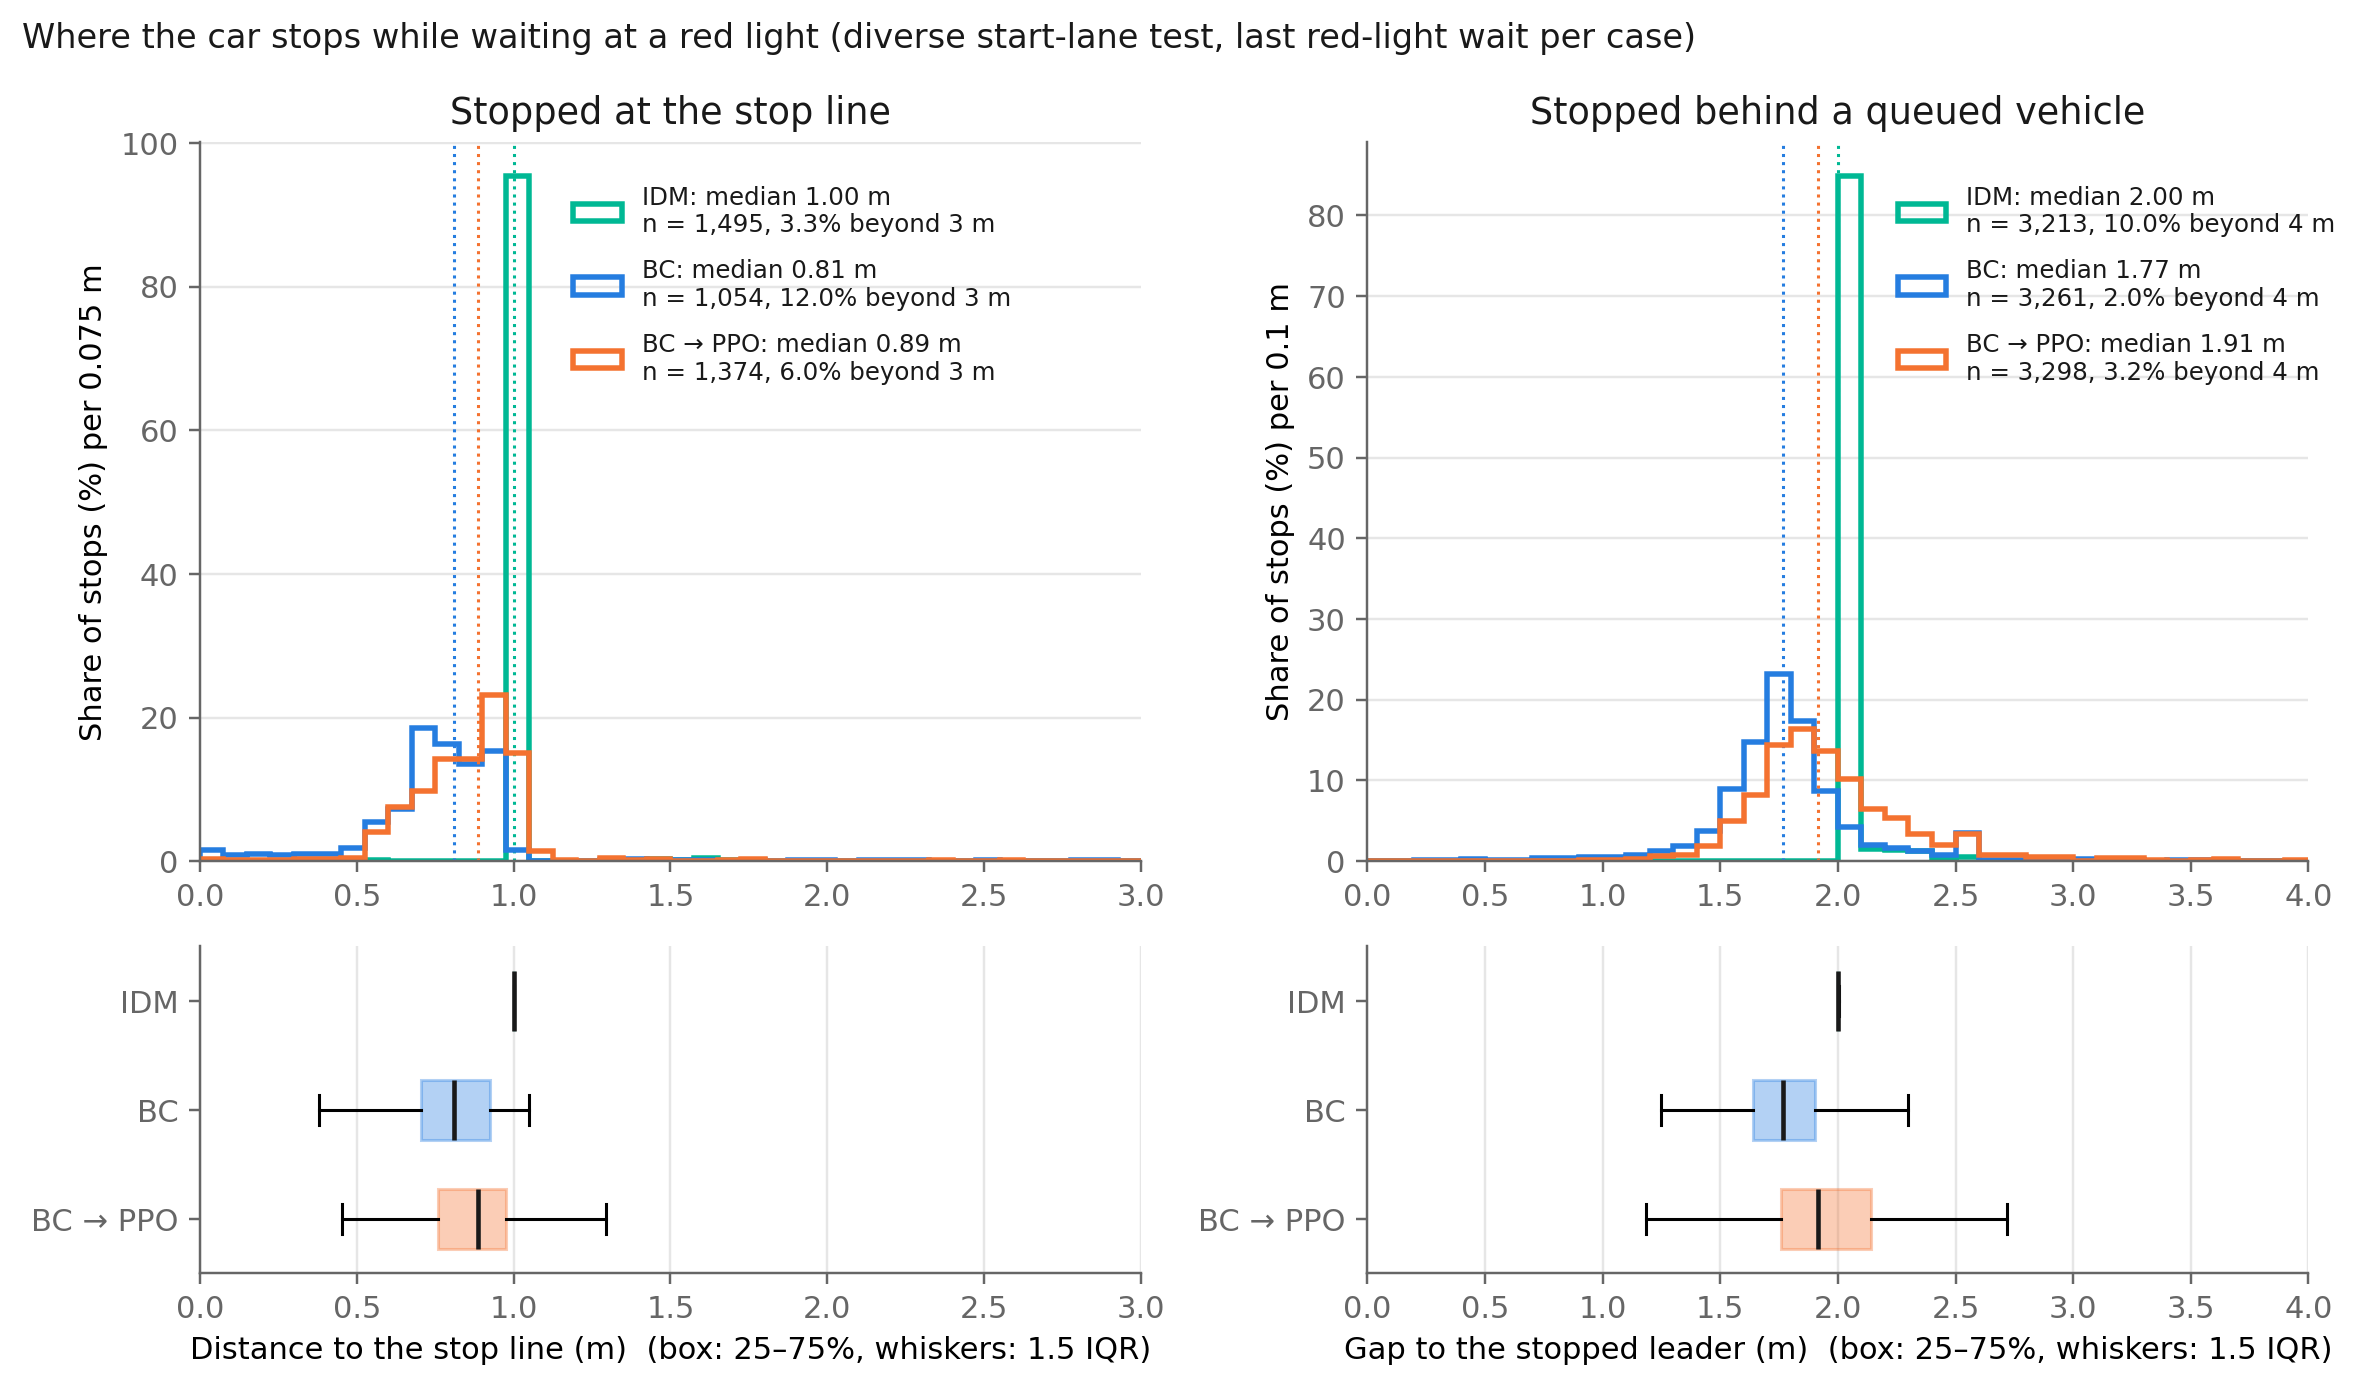 Where the car stops while waiting at a red light (diverse start-lane test, last red-light wait per case)
Stopped at the stop line
Share of stops (%) per 0.075 m
100
80
60
40
20
0
IDM: median 1.00 m
n = 1,495, 3.3% beyond 3 m
BC: median 0.81 m
n = 1,054, 12.0% beyond 3 m
BC → PPO: median 0.89 m
n = 1,374, 6.0% beyond 3 m
0.0 0.5 1.0 1.5 2.0 2.5 3.0
Stopped behind a queued vehicle
Share of stops (%) per 0.1 m
80
70
60
50
40
30
20
10
0
IDM: median 2.00 m
n = 3,213, 10.0% beyond 4 m
BC: median 1.77 m
n = 3,261, 2.0% beyond 4 m
BC → PPO: median 1.91 m
n = 3,298, 3.2% beyond 4 m
0.0 0.5 1.0 1.5 2.0 2.5 3.0 3.5 4.0
IDM
BC
BC → PPO
0.0 0.5 1.0 1.5 2.0 2.5 3.0
Distance to the stop line (m) (box: 25–75%, whiskers: 1.5 IQR)
IDM
BC
BC → PPO
0.0 0.5 1.0 1.5 2.0 2.5 3.0 3.5 4.0
Gap to the stopped leader (m) (box: 25–75%, whiskers: 1.5 IQR)